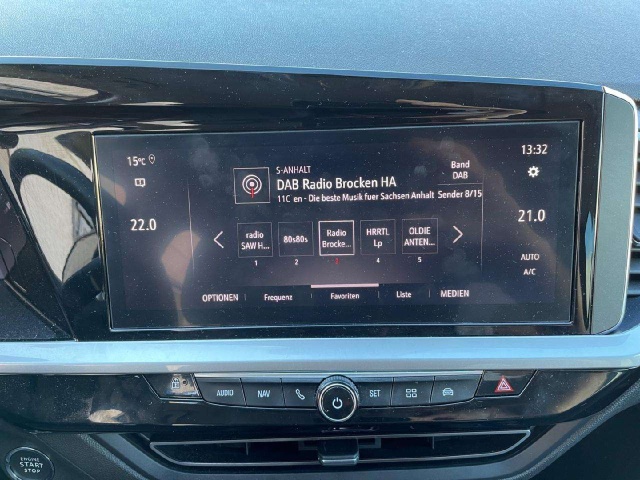 15°C
13:32
S-ANHALT
Band
DAB
DAB Radio Brocken HA
11C en - Die beste Musik fuer Sachsen Anhalt Sender 8/15
22.0
21.0
radio
SAW H...
80s80s
Radio
Brocke...
HRRTL
Lp
OLDIE
ANTEN...
1
2
3
4
5
AUTO
A/C
OPTIONEN
Frequenz
Favoriten
Liste
MEDIEN
AUDIO
NAV
SET
ENGINE
START
STOP